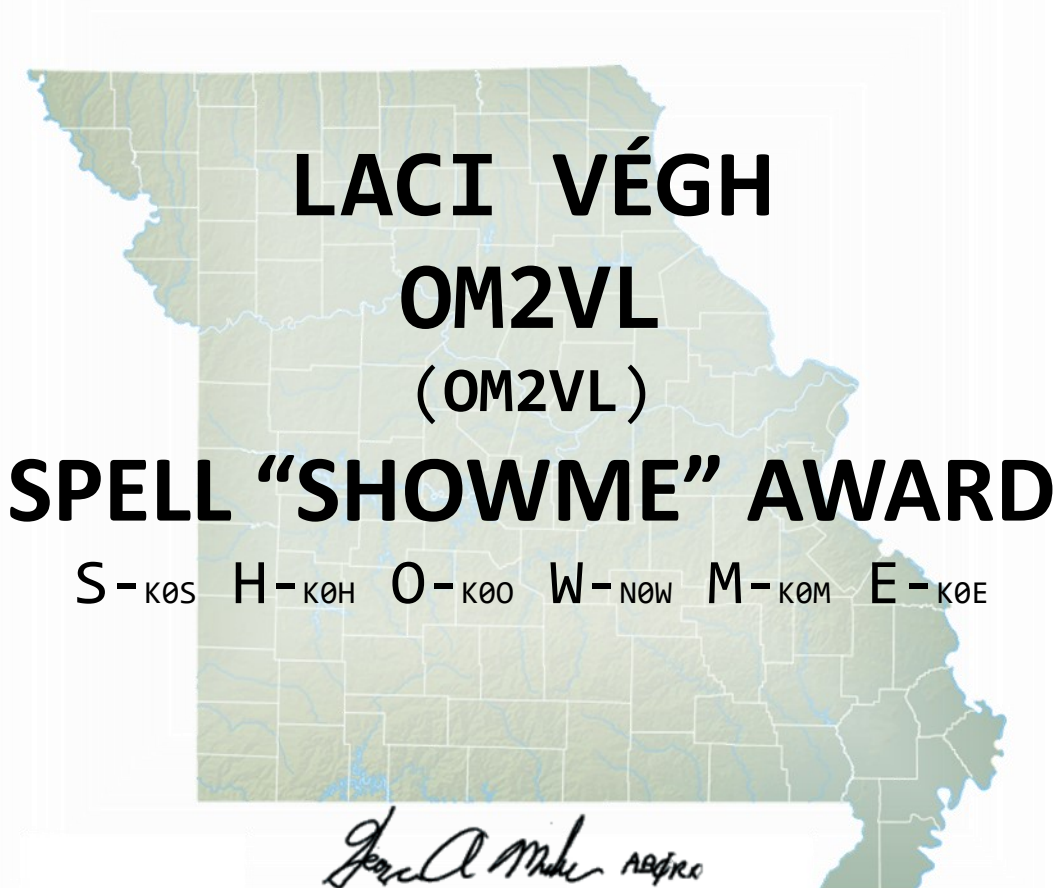 LACI VÉGH
OM2VL
(OM2VL)
SPELL “SHOWME” AWARD
S-K0S H-K0H O-K0O W-N0W M-K0M E-K0E